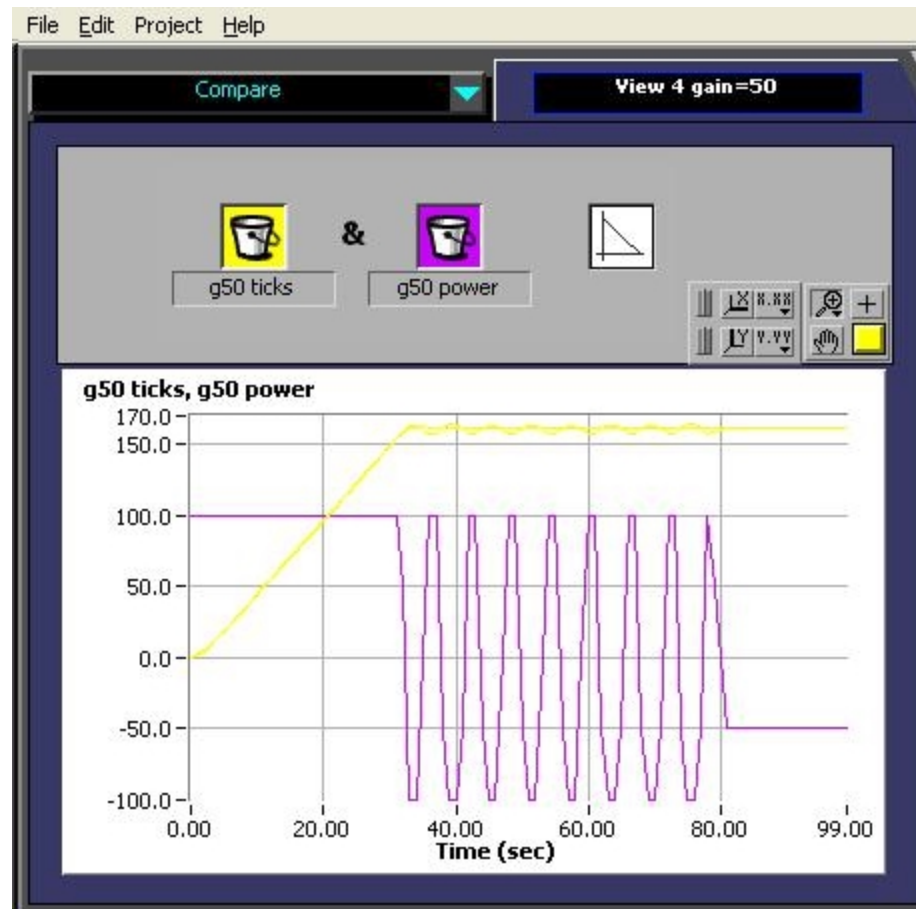 File Edit Project Help
Compare
View 4 gain=50
&
g50 ticks
g50 power
X X.XX
Y Y.YY
g50 ticks, g50 power
170.0
150.0
100.0
50.0
0.0
-50.0
-100.0
0.00 20.00 40.00 60.00 80.00 99.00
Time (sec)